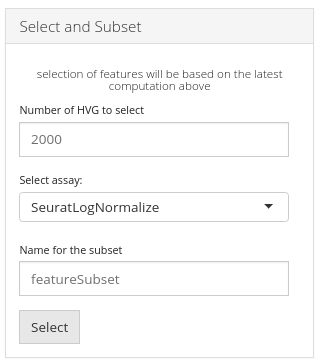 Select and Subset
selection of features will be based on the latest
computation above
Number of HVG to select
2000
Select assay:
SeuratLogNormalize
Name for the subset
featureSubset
Select